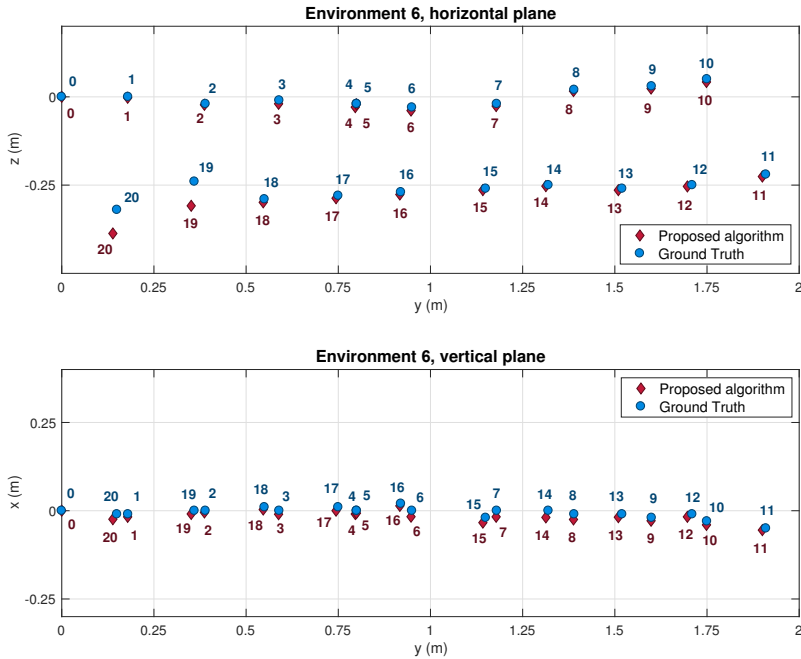 Environment 6, horizontal plane
0 1 2 3 4 5 6 7 8 9 10
0 1 2 3 4 5 6 7 8 9 10
20 19 18 17 16 15 14 13 12 11
20 19 18 17 16 15 14 13 12 11
0
-0.25
z (m)
Proposed algorithm
Ground Truth
0 0.25 0.5 0.75 1 1.25 1.5 1.75 2
y (m)
Environment 6, vertical plane
Proposed algorithm
Ground Truth
0.25
0
-0.25
x (m)
0 20 1 19 2 18 3 17 4 5 16 6 15 7 14 8 13 9 12 10 11
0 20 1 19 2 18 3 17 4 5 16 6 15 7 14 8 13 9 12 10 11
0 0.25 0.5 0.75 1 1.25 1.5 1.75 2
y (m)